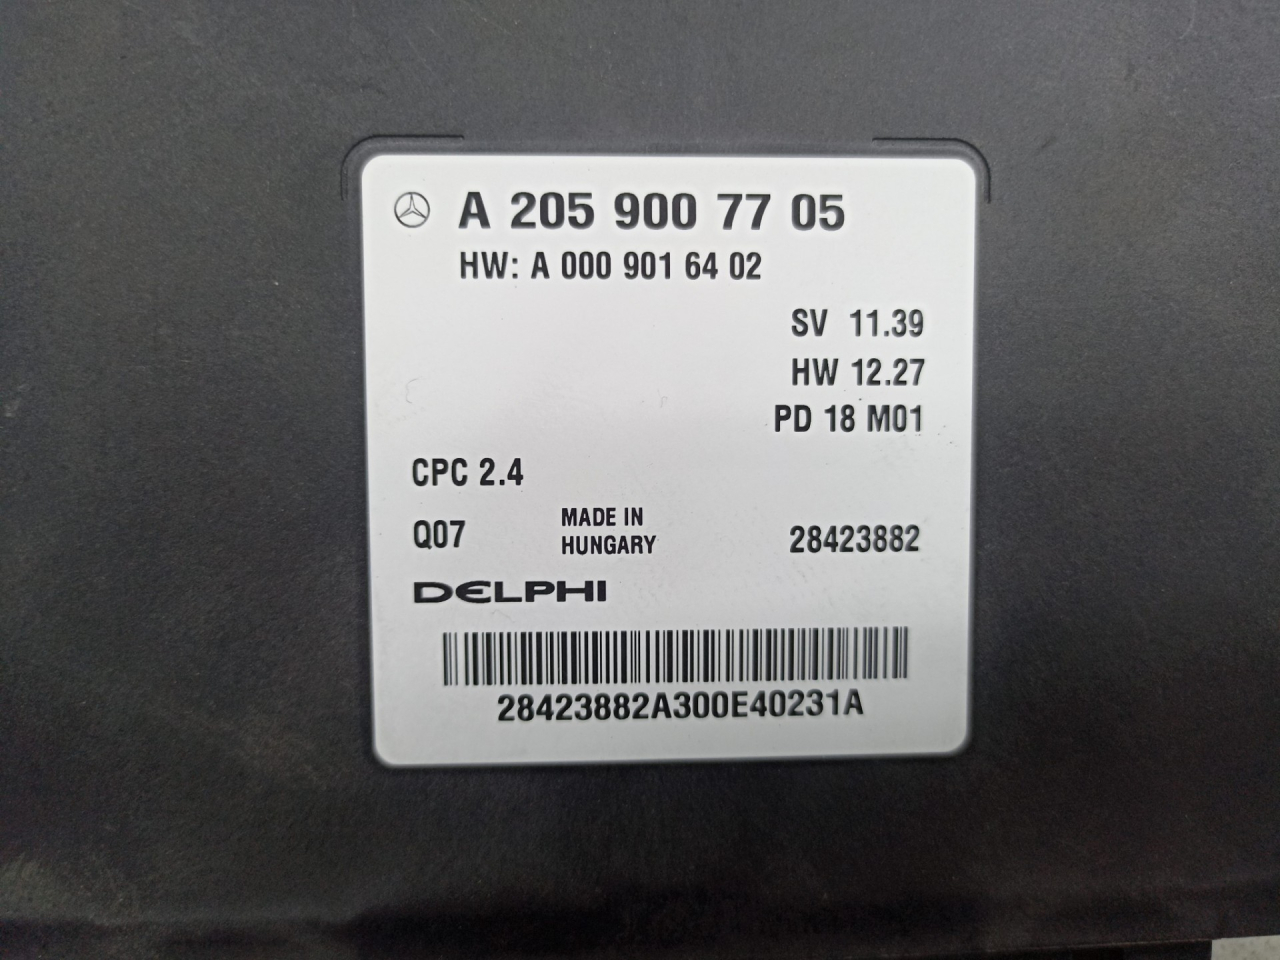 A 205 900 77 05
HW: A 000 901 64 02
SV 11.39
HW 12.27
PD 18 M01
CPC 2.4
Q07
MADE IN
HUNGARY
28423882
DELPHI
28423882A300E40231A